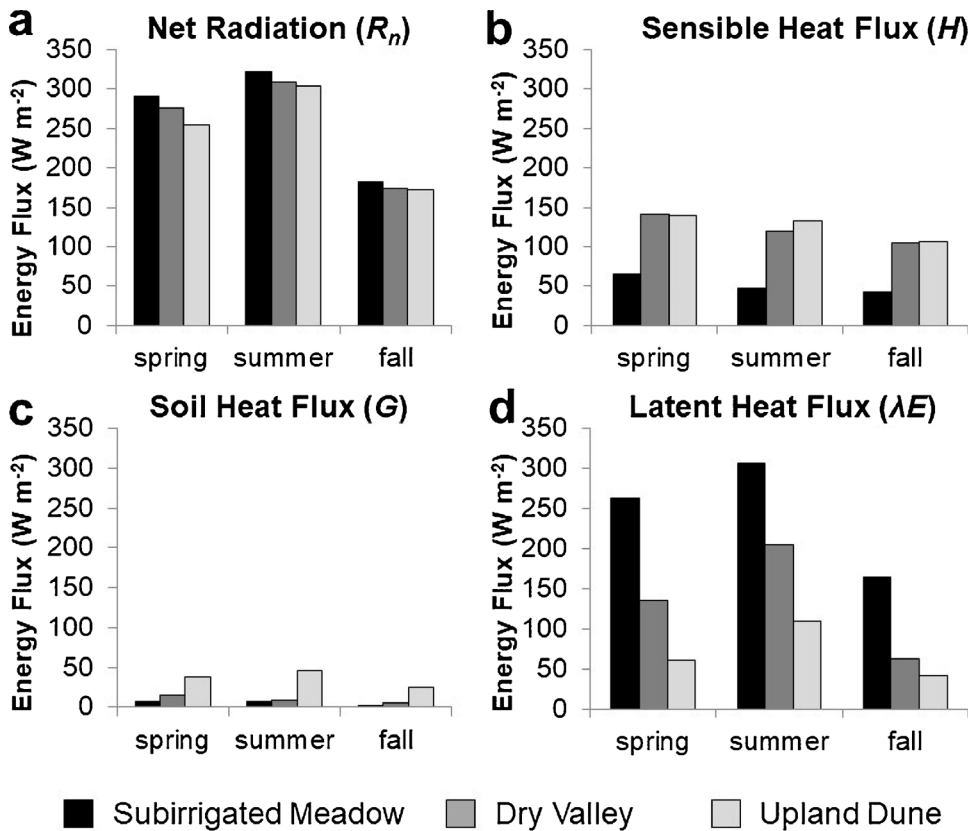 a Net Radiation (Rn)
Energy Flux (W m-2)
350
300
250
200
150
100
50
0
spring summer fall
b Sensible Heat Flux (H)
Energy Flux (W m-2)
350
300
250
200
150
100
50
0
spring summer fall
c Soil Heat Flux (G)
Energy Flux (W m-2)
350
300
250
200
150
100
50
0
spring summer fall
d Latent Heat Flux (λE)
Energy Flux (W m-2)
350
300
250
200
150
100
50
0
spring summer fall
Subirrigated Meadow Dry Valley Upland Dune